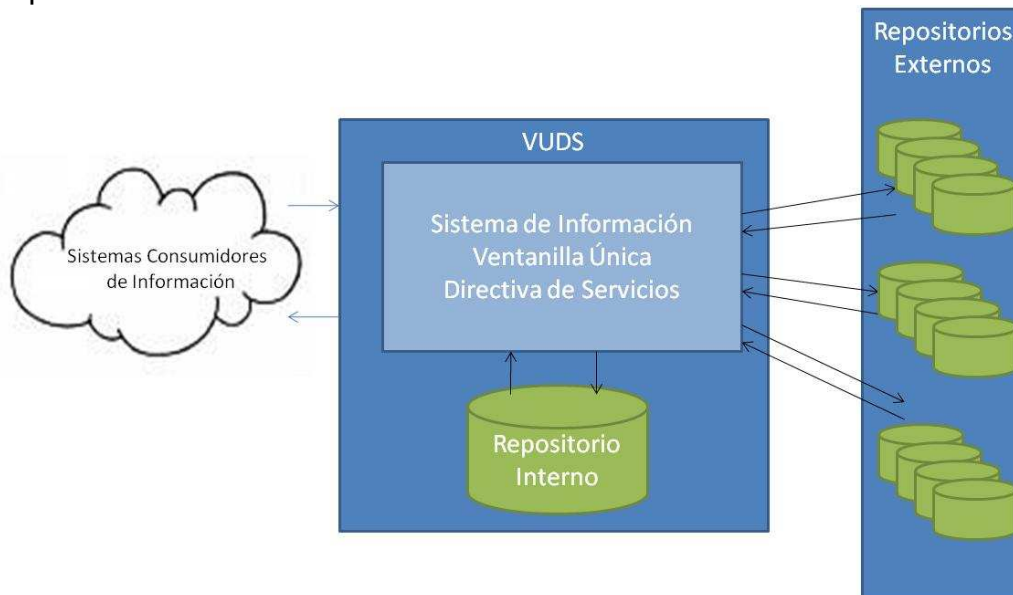 Repositorios
Externos
VUDS
Sistema de Información
Ventanilla Única
Directiva de Servicios
Sistemas Consumidores
de Información
Repositorio
Interno